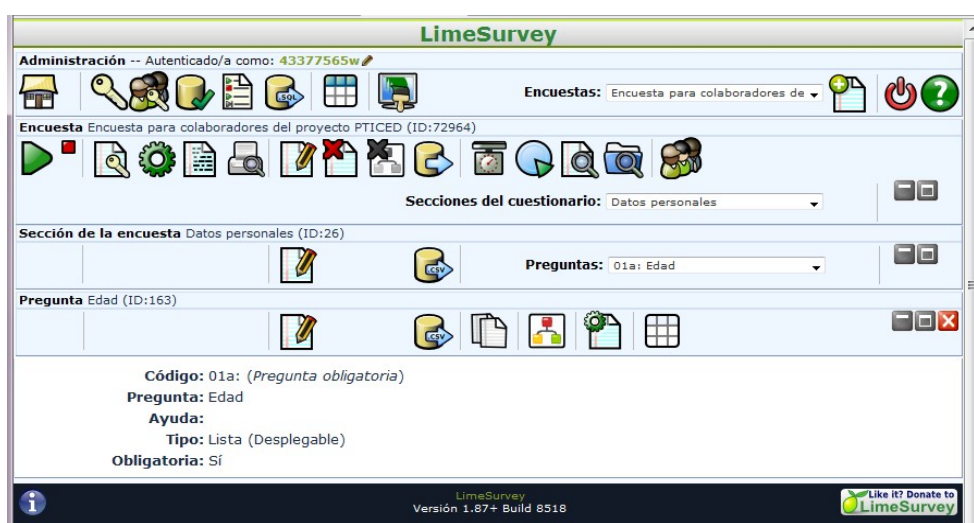 LimeSurvey
Administración -- Autenticado/a como: 43377565w
.SQL
Encuestas: Encuesta para colaboradores de
?
Encuesta Encuesta para colaboradores del proyecto PTICED (ID:72964)
Secciones del cuestionario: Datos personales
Sección de la encuesta Datos personales (ID:26)
CSV
Preguntas: 01a: Edad
Pregunta Edad (ID:163)
CSV
Código: 01a: (Pregunta obligatoria)
Pregunta: Edad
Ayuda:
Tipo: Lista (Desplegable)
Obligatoria: Sí
i
LimeSurvey
Versión 1.87+ Build 8518
Like it? Donate to
LimeSurvey